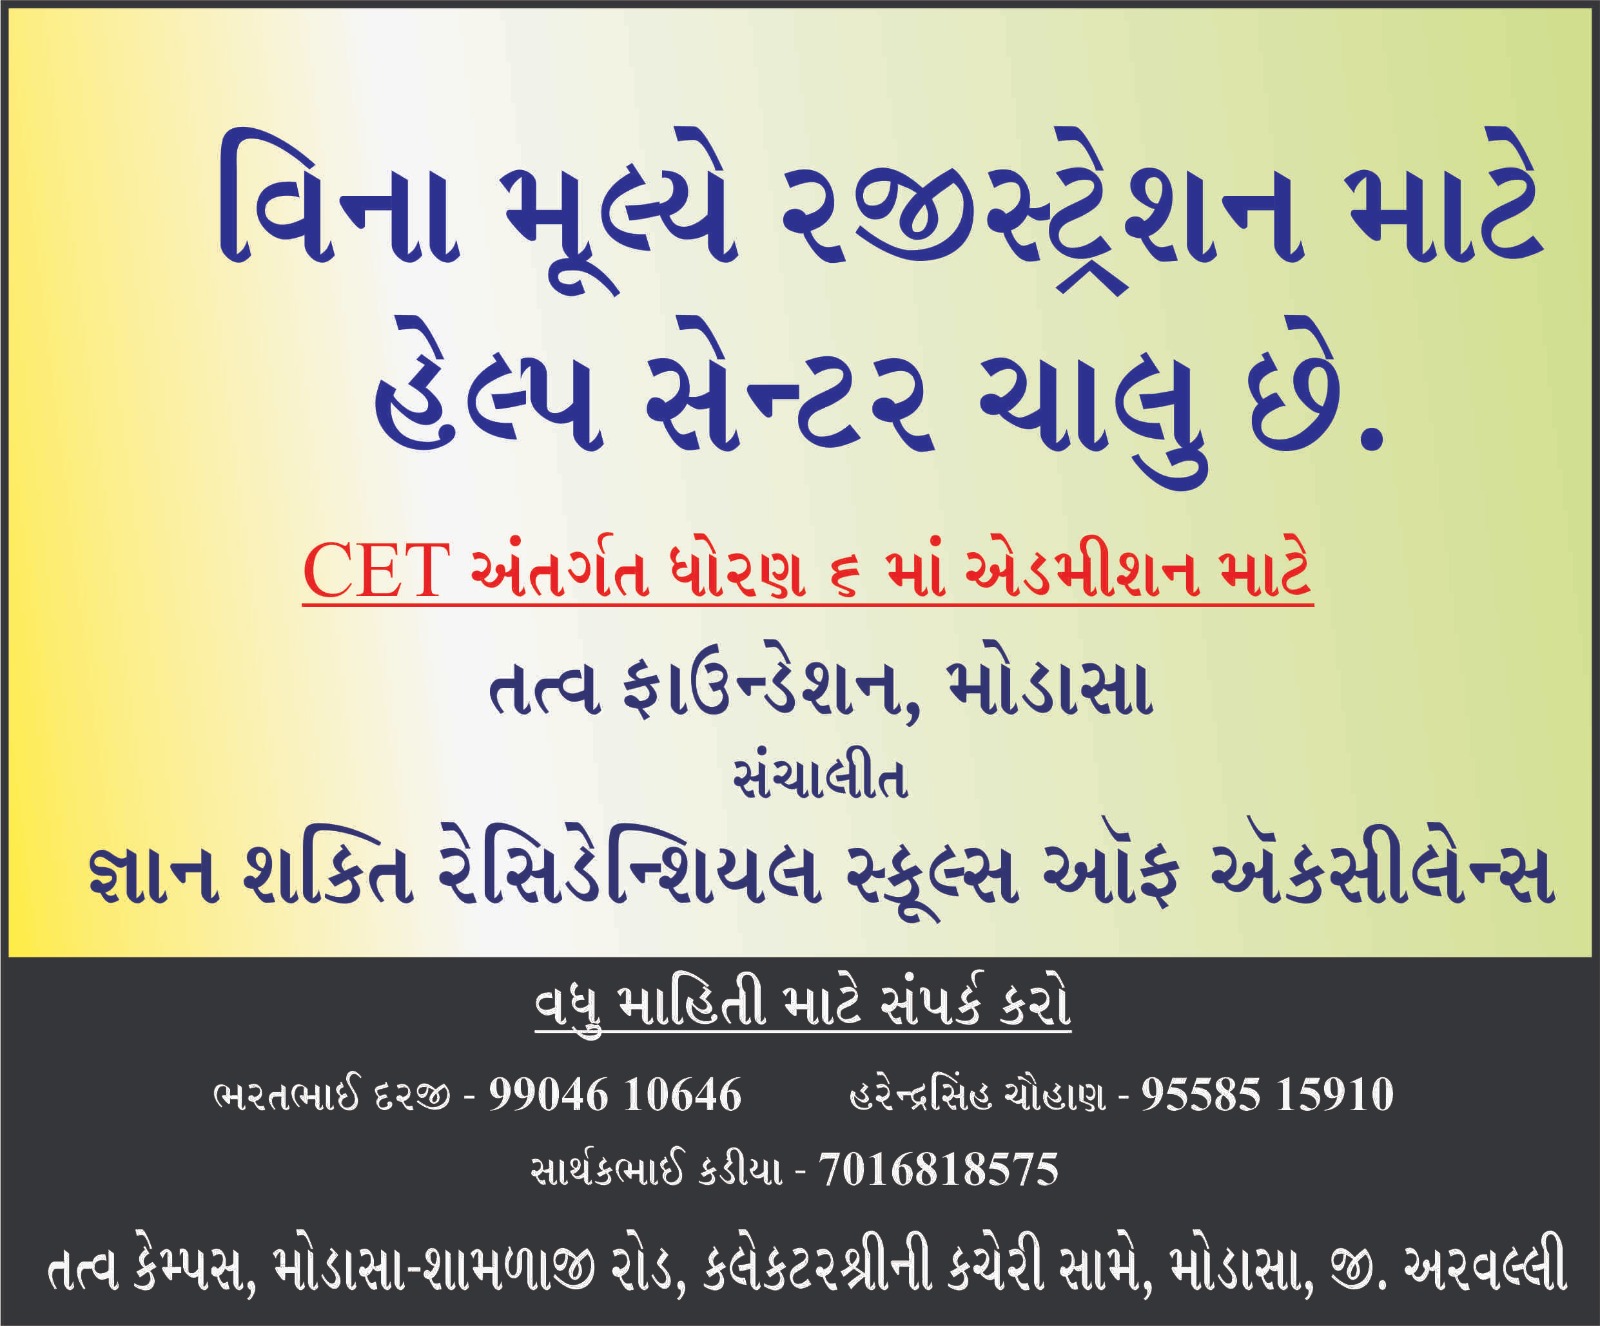 વિના મૂલ્યે રજીસ્ટ્રેશન માટે
હેલ્પ સેન્ટર ચાલુ છે.
CET અંતર્ગત ધોરણ ૬ માં એડમીશન માટે
તત્વ ફાઉન્ડેશન, મોડાસા
સંચાલીત
જ્ઞાન શકિત રેસિડેન્શિયલ સ્કૂલ્સ ઑફ ઍકસીલેન્સ
વધુ માહિતી માટે સંપર્ક કરો
ભરતભાઈ દરજી - 99046 10646 હરેન્દ્રસિંહ ચૌહાણ - 95585 15910
સાર્થકભાઈ કડીયા - 7016818575
તત્વ કેમ્પસ, મોડાસા-શામળાજી રોડ, કલેકટરશ્રીની કચેરી સામે, મોડાસા, જી. અરવલ્લી